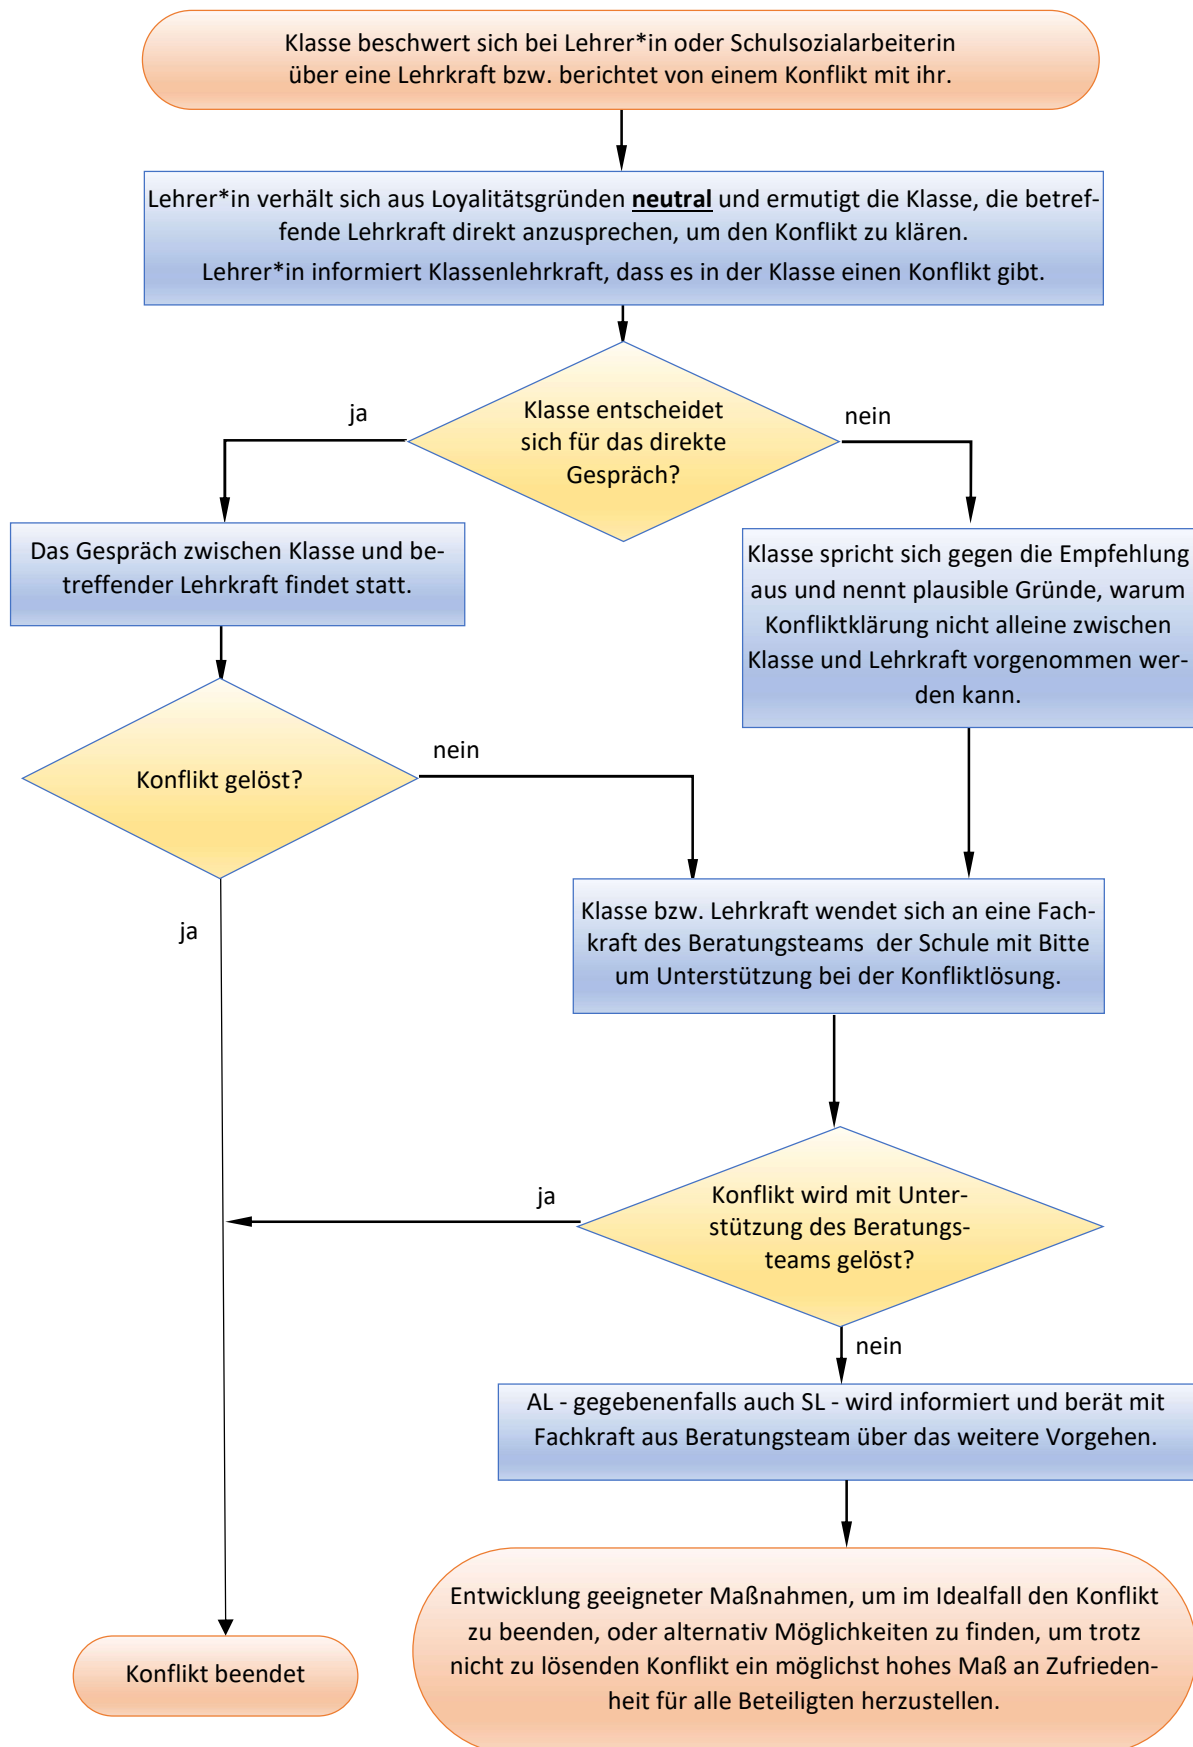 Klasse beschwert sich bei Lehrer*in oder Schulsozialarbeiterin
über eine Lehrkraft bzw. berichtet von einem Konflikt mit ihr.
Lehrer*in verhält sich aus Loyalitätsgründen neutral und ermutigt die Klasse, die betref-
fende Lehrkraft direkt anzusprechen, um den Konflikt zu klären.
Lehrer*in informiert Klassenlehrkraft, dass es in der Klasse einen Konflikt gibt.
Klasse entscheidet
sich für das direkte
Gespräch?
ja
nein
Das Gespräch zwischen Klasse und be-
treffender Lehrkraft findet statt.
Klasse spricht sich gegen die Empfehlung
aus und nennt plausible Gründe, warum
Konfliktklärung nicht alleine zwischen
Klasse und Lehrkraft vorgenommen wer-
den kann.
Konflikt gelöst?
nein
ja
Klasse bzw. Lehrkraft wendet sich an eine Fach-
kraft des Beratungsteams der Schule mit Bitte
um Unterstützung bei der Konfliktlösung.
Konflikt wird mit Unter-
stützung des Beratungs-
teams gelöst?
ja
nein
AL - gegebenenfalls auch SL - wird informiert und berät mit
Fachkraft aus Beratungsteam über das weitere Vorgehen.
Entwicklung geeigneter Maßnahmen, um im Idealfall den Konflikt
zu beenden, oder alternativ Möglichkeiten zu finden, um trotz
nicht zu lösenden Konflikt ein möglichst hohes Maß an Zufrieden-
heit für alle Beteiligten herzustellen.
Konflikt beendet